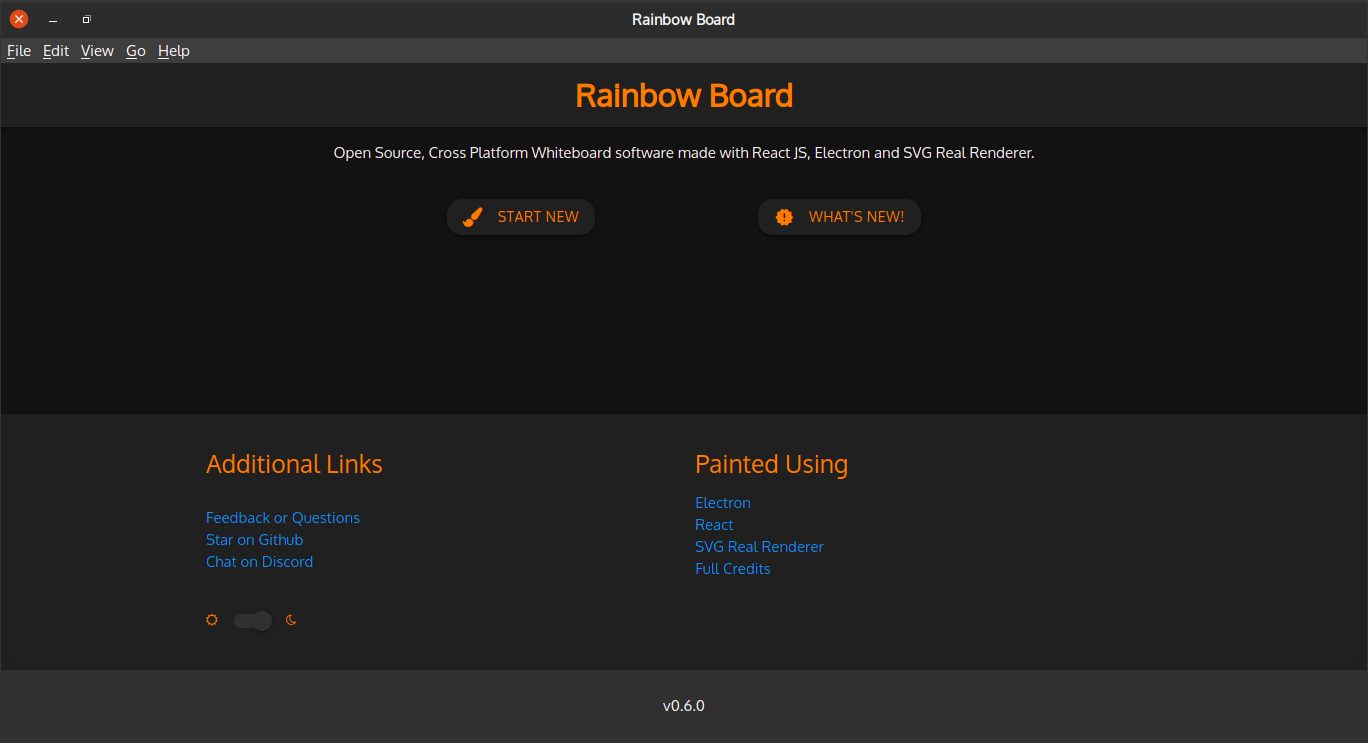 Rainbow Board
File Edit View Go Help
Rainbow Board
Open Source, Cross Platform Whiteboard software made with React JS, Electron and SVG Real Renderer.
START NEW
WHAT'S NEW!
Additional Links
Feedback or Questions
Star on Github
Chat on Discord
Painted Using
Electron
React
SVG Real Renderer
Full Credits
v0.6.0